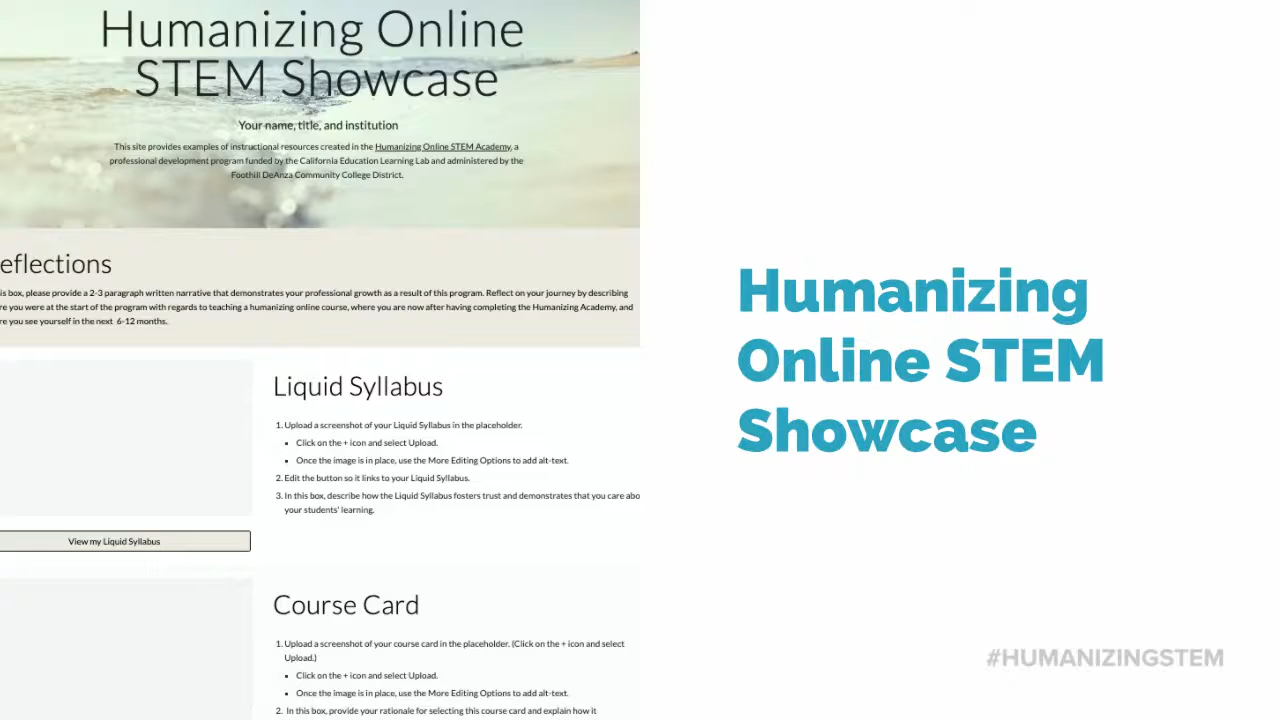 Humanizing Online
STEM Showcase
Your name, title, and institution
This site provides examples of instructional resources created in the Humanizing Online STEM Academy, a
professional development program funded by the California Education Learning Lab and administered by the
Foothill DeAnza Community College District.
eflections
is box, please provide a 2-3 paragraph written narrative that demonstrates your professional growth as a result of this program. Reflect on your journey by describing
re you were at the start of the program with regards to teaching a humanizing online course, where you are now after having completing the Humanizing Academy, and
re you see yourself in the next 6-12 months.
Liquid Syllabus
1. Upload a screenshot of your Liquid Syllabus in the placeholder.
▪ Click on the + icon and select Upload.
▪ Once the image is in place, use the More Editing Options to add alt-text.
2. Edit the button so it links to your Liquid Syllabus.
3. In this box, describe how the Liquid Syllabus fosters trust and demonstrates that you care abo
your students' learning.
View my Liquid Syllabus
Course Card
1. Upload a screenshot of your course card in the placeholder. (Click on the + icon and select
Upload.)
▪ Click on the + icon and select Upload.
▪ Once the image is in place, use the More Editing Options to add alt-text.
2. In this box, provide your rationale for selecting this course card and explain how it
Humanizing
Online STEM
Showcase
#HUMANIZINGSTEM